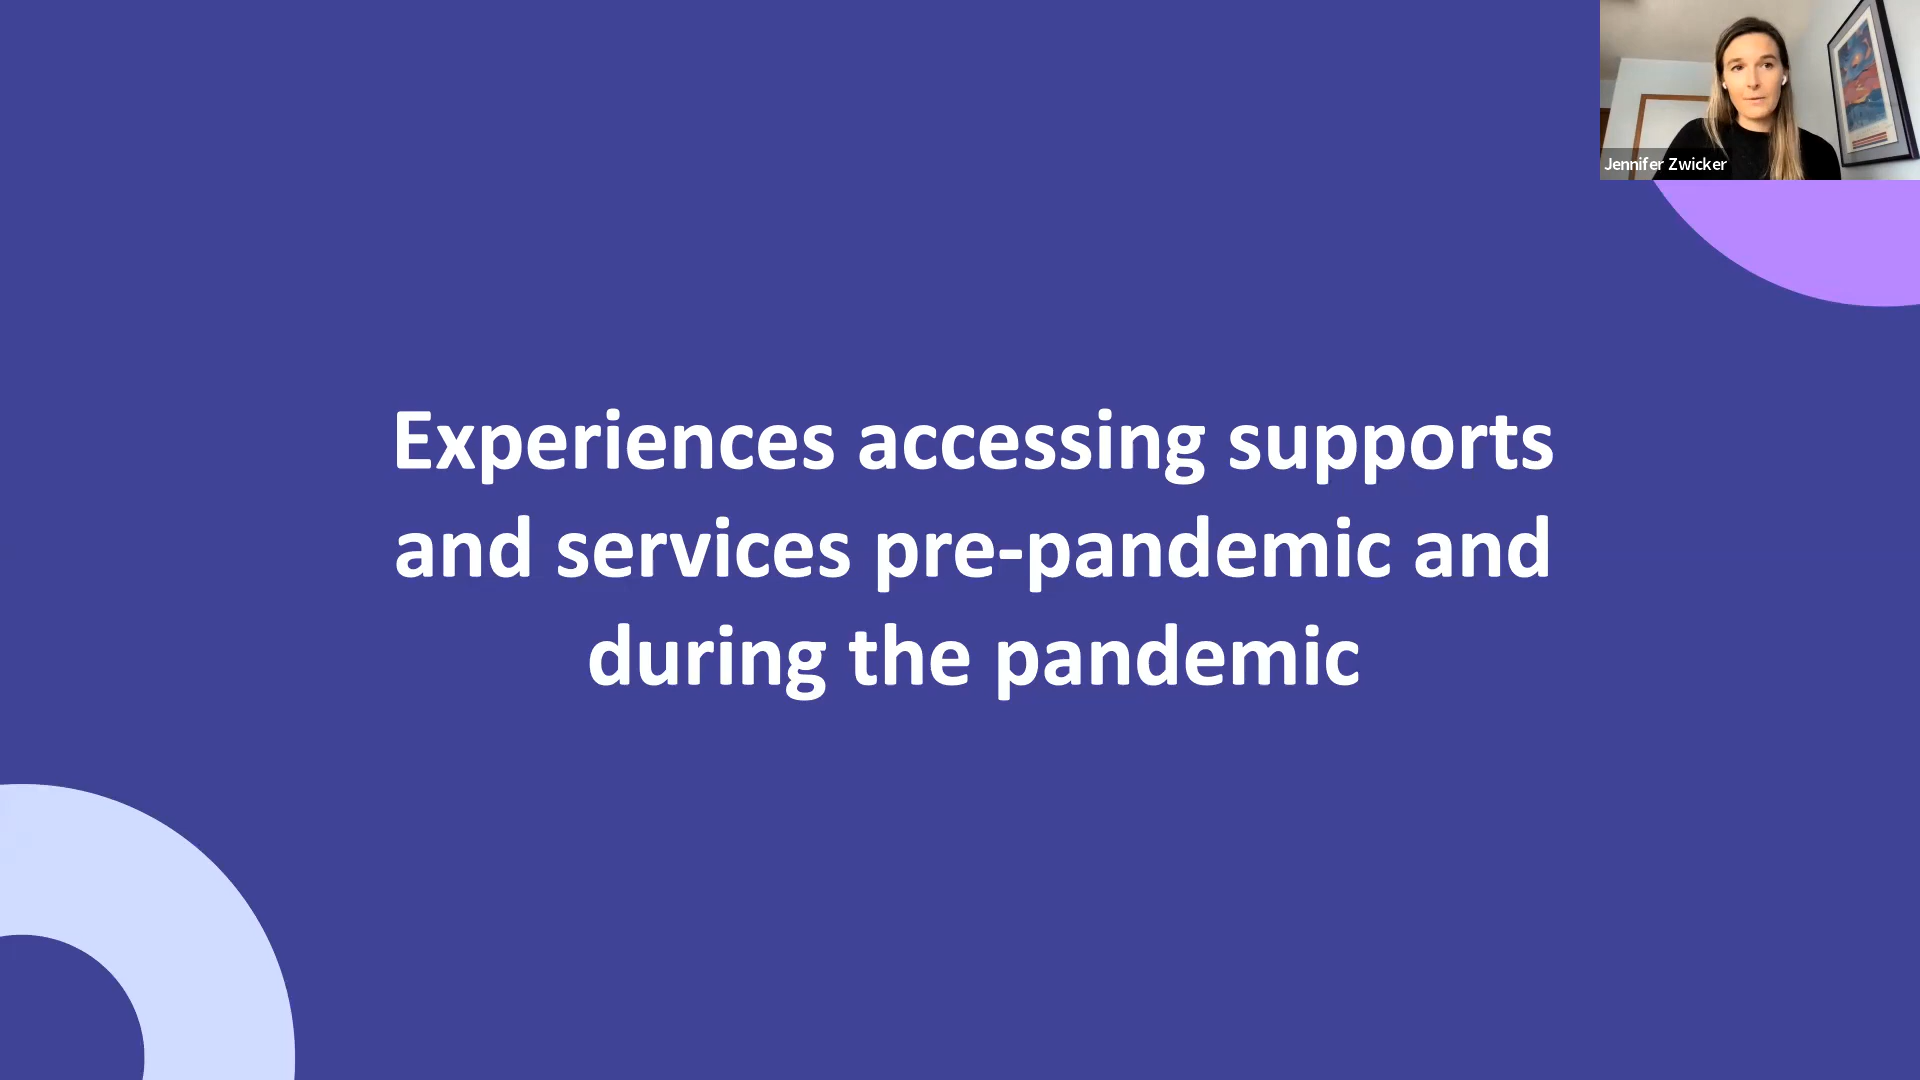 Jennifer Zwicker
Experiences accessing supports
and services pre-pandemic and
during the pandemic